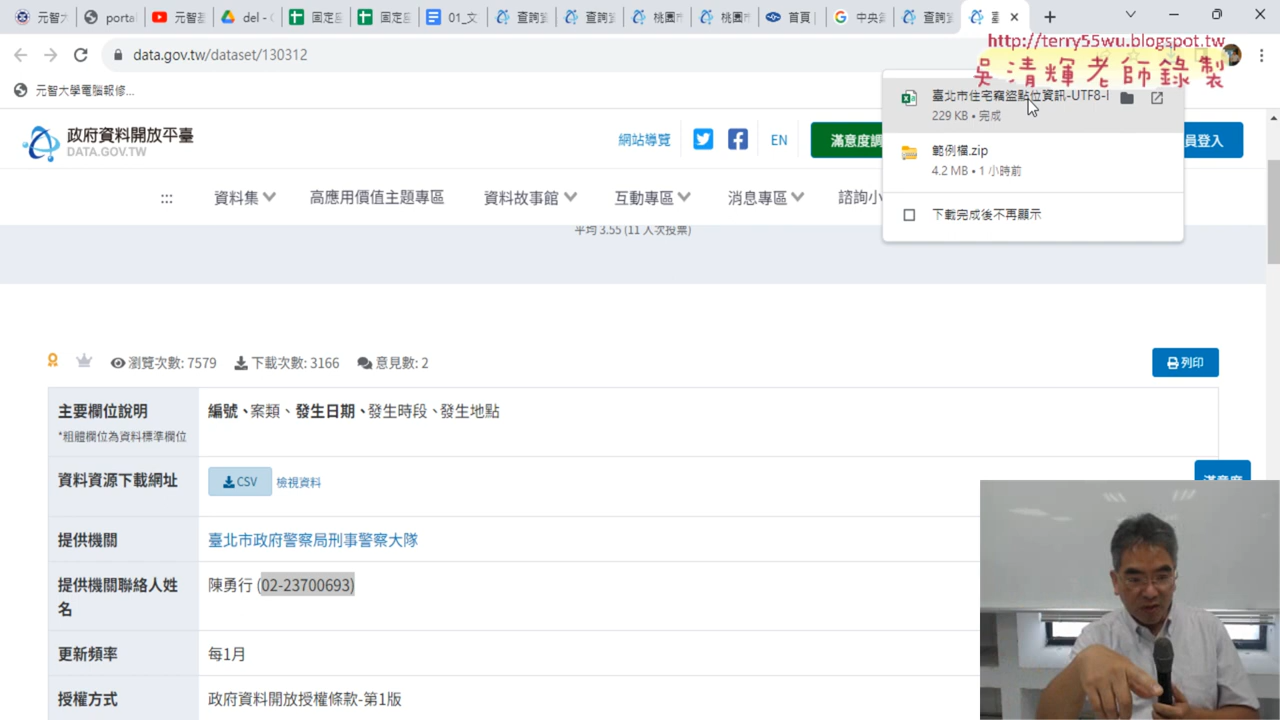 元智大
portal
元智
del -
固定
固定
01_文
查詢
查詢
桃園市
桃園市
首頁 |
中央
查詢
data.gov.tw/dataset/130312
http://terry55wu.blogspot.tw
吳清輝老師錄製
元智大學電腦報修...
臺北市住宅竊盜點位資訊-UTF8-
229 KB • 完成
範例檔.zip
4.2 MB • 1 小時前
下載完成後不再顯示
政府資料開放平臺
DATA.GOV.TW
網站導覽
EN
滿意度調
員登入
:::
資料集
高應用價值主題專區
資料故事館
互動專區
消息專區
諮詢小
平均 3.55 (11 人次投票)
瀏覽次數: 7579
下載次數: 3166
意見數: 2
列印
主要欄位說明
*粗體欄位為資料標準欄位
編號、案類、發生日期、發生時段、發生地點
資料資源下載網址
CSV
檢視資料
滿意度
提供機關
臺北市政府警察局刑事警察大隊
提供機關聯絡人姓名
陳勇行 (02-23700693)
更新頻率
每1月
授權方式
政府資料開放授權條款-第1版